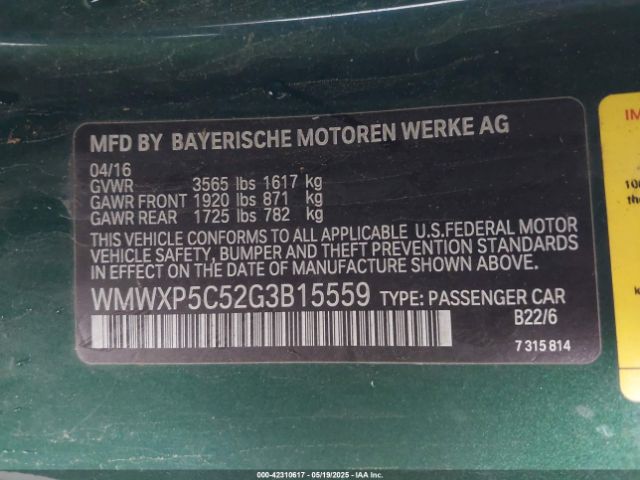 MFD BY BAYERISCHE MOTOREN WERKE AG
04/16
GVWR 3565 lbs 1617 kg
GAWR FRONT 1920 lbs 871 kg
GAWR REAR 1725 lbs 782 kg
THIS VEHICLE CONFORMS TO ALL APPLICABLE U.S.FEDERAL MOTOR
VEHICLE SAFETY, BUMPER AND THEFT PREVENTION STANDARDS
IN EFFECT ON THE DATE OF MANUFACTURE SHOWN ABOVE.
WMWXP5C52G3B15559 TYPE: PASSENGER CAR
B22/6
7 315 814
000-42310617 - 05/19/2025 - IAA Inc.